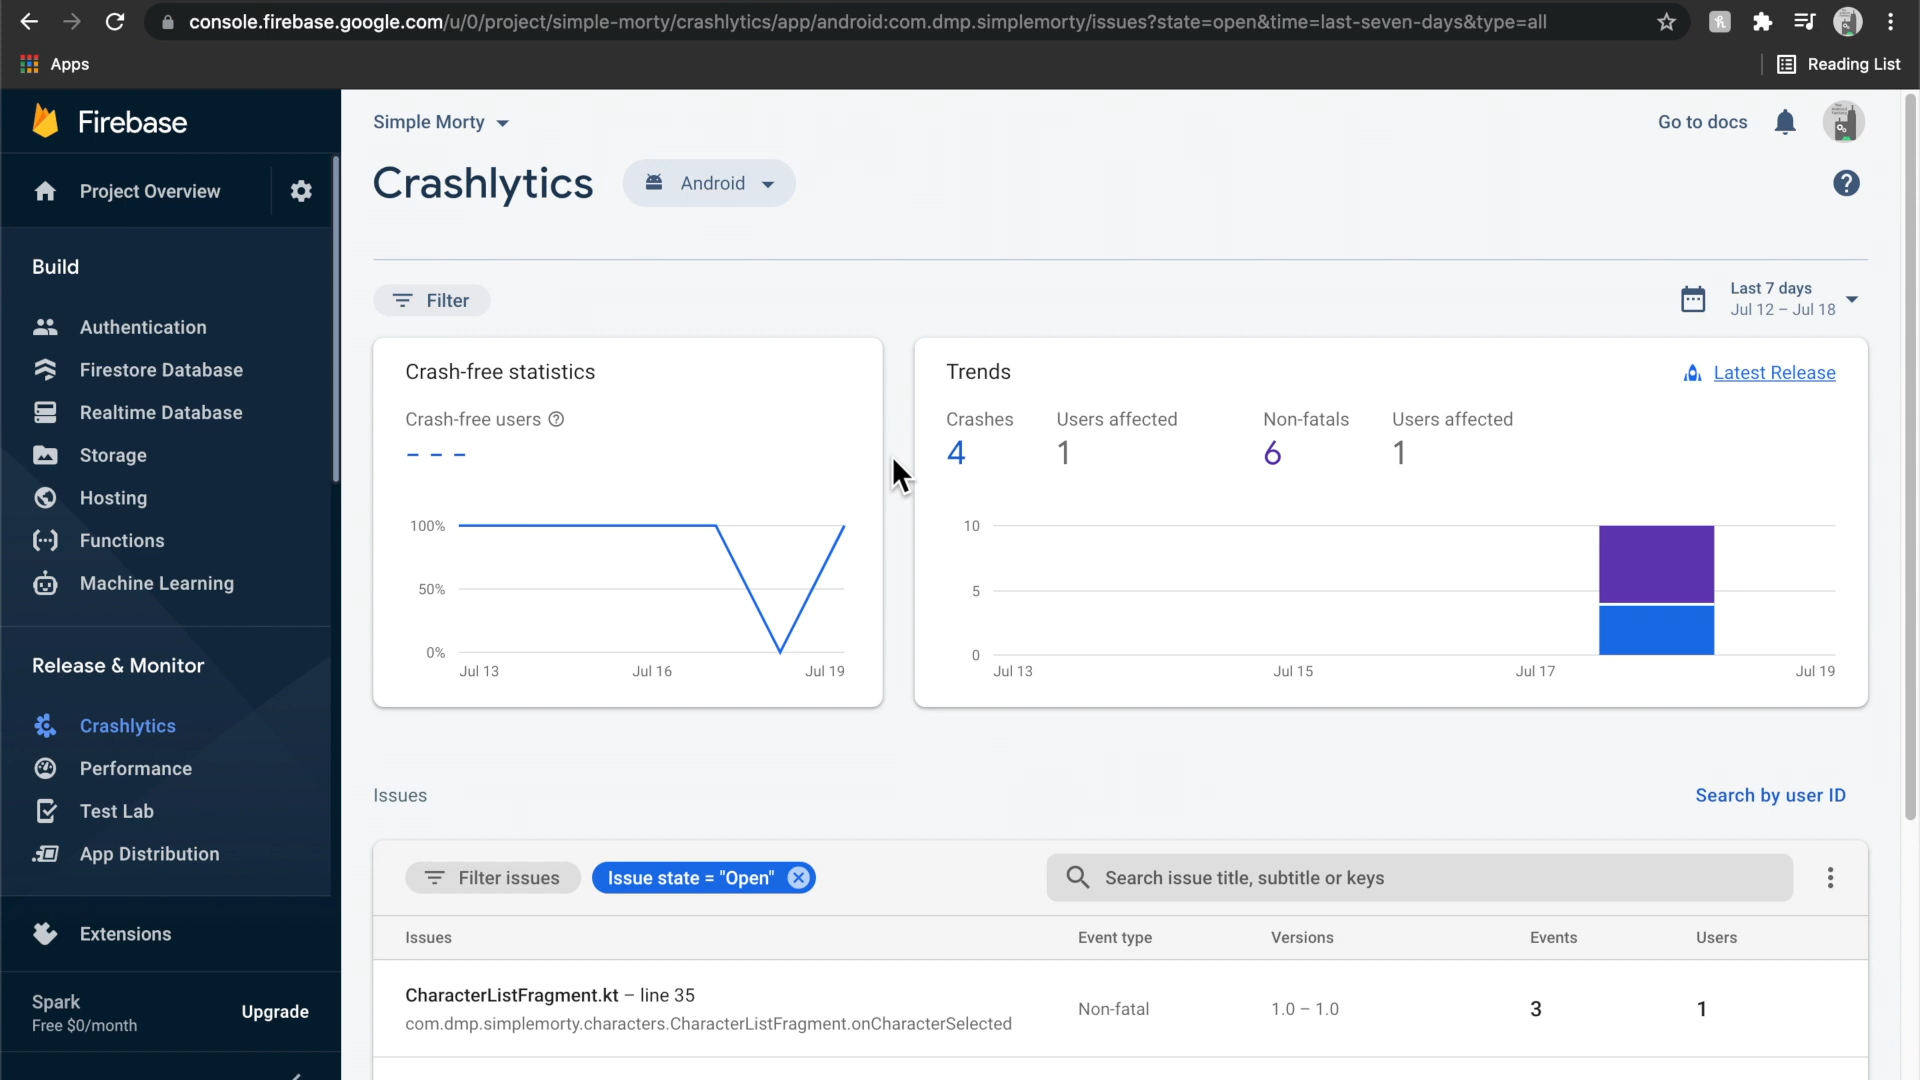 console.firebase.google.com/u/0/project/simple-morty/crashlytics/app/android:com.dmp.simplemorty/issues?state=open&time=last-seven-days&type=all
Apps
Reading List
Firebase
Project Overview
Build
Authentication
Firestore Database
Realtime Database
Storage
Hosting
Functions
Machine Learning
Release & Monitor
Crashlytics
Performance
Test Lab
App Distribution
Extensions
Spark
Free $0/month
Upgrade
Simple Morty
Go to docs
Crashlytics
Android
Filter
Last 7 days
Jul 12 – Jul 18
Crash-free statistics
Crash-free users
– – –
100%
50%
0%
Jul 13 Jul 16 Jul 19
Trends
Latest Release
Crashes Users affected Non-fatals Users affected
4 1 6 1
10
5
0
Jul 13 Jul 15 Jul 17 Jul 19
Issues
Search by user ID
Filter issues
Issue state = "Open"
Search issue title, subtitle or keys
Issues Event type Versions Events Users
CharacterListFragment.kt – line 35
com.dmp.simplemorty.characters.CharacterListFragment.onCharacterSelected
Non-fatal 1.0 – 1.0 3 1